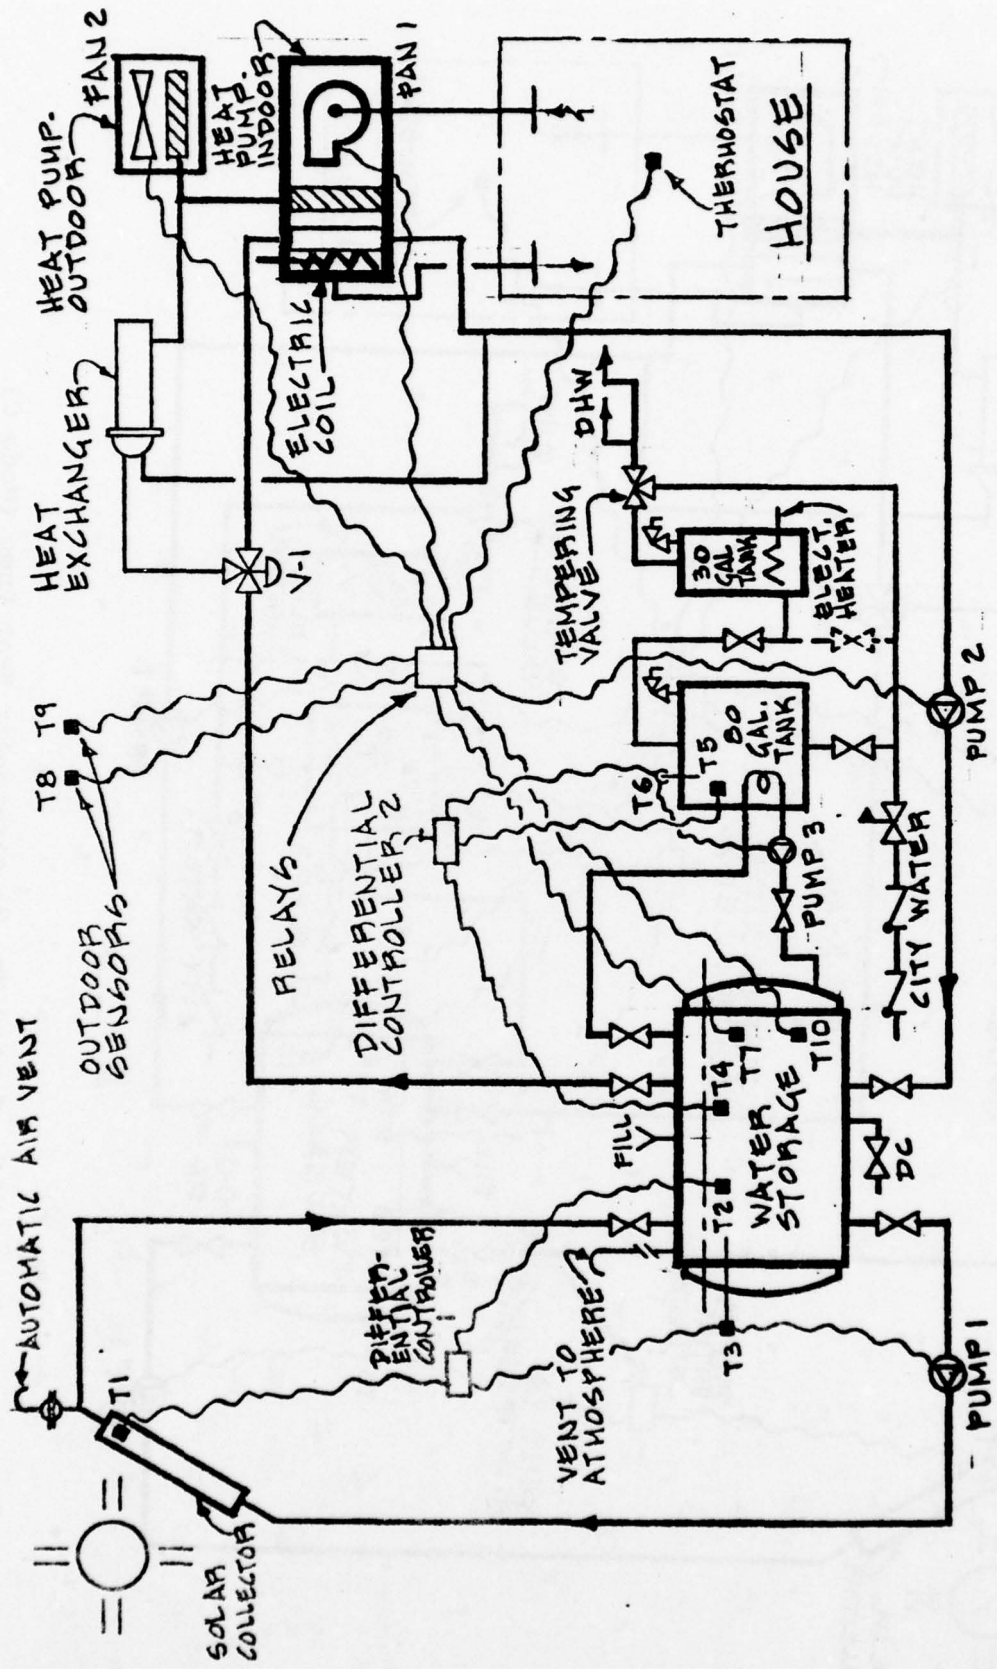 AUTOMATIC AIR VENT
T1
SOLAR
COLLECTOR
OUTDOOR
SENSORS
T8
T9
HEAT
EXCHANGER
HEAT PUMP.
OUTDOOR
FAN 2
HEAT
PUMP.
INDOOR
FAN 1
V-1
ELECTRIC
COIL
RELAYS
DIFFERENTIAL
CONTROLLER 2
DIFFER-
ENTIAL
CONTROLLER
VENT TO
ATMOSPHERE
FILL
T3
T2
T4
T7
T10
WATER
STORAGE
DC
PUMP 1
T6
T5
80
GAL.
TANK
PUMP 3
CITY WATER
PUMP 2
TEMPERING
VALVE
DHW
30
GAL
TANK
ELECT.
HEATER
THERMOSTAT
HOUSE